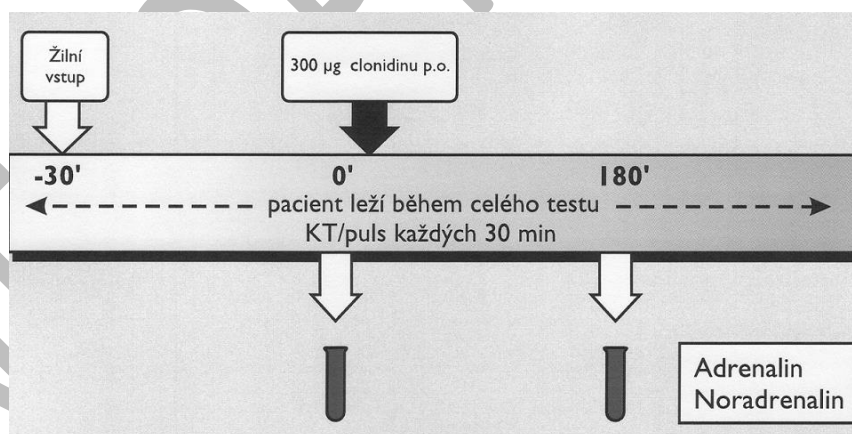 Žilní
vstup
300 µg clonidinu p.o.
-30'
0'
180'
pacient leží během celého testu
KT/puls každých 30 min
Adrenalin
Noradrenalin